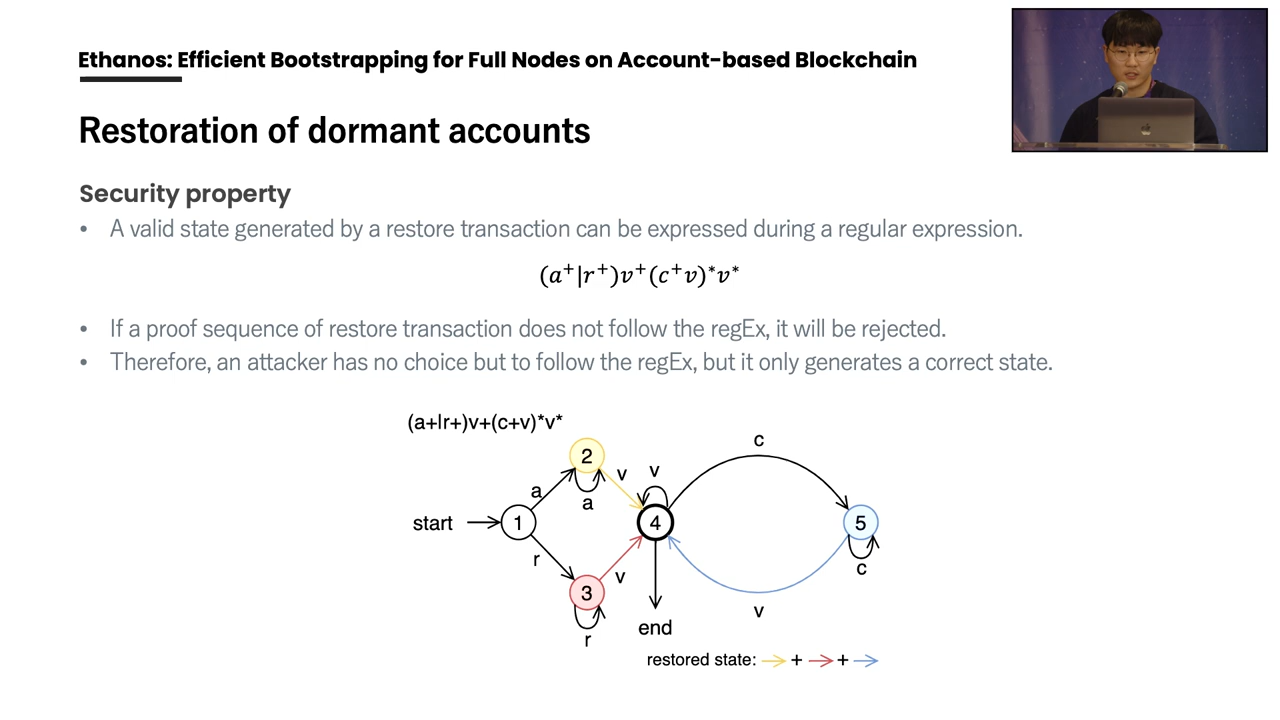 Ethanos: Efficient Bootstrapping for Full Nodes on Account-based Blockchain
Restoration of dormant accounts
Security property
• A valid state generated by a restore transaction can be expressed during a regular expression.
(a⁺|r⁺)v⁺(c⁺v)*v*
• If a proof sequence of restore transaction does not follow the regEx, it will be rejected.
• Therefore, an attacker has no choice but to follow the regEx, but it only generates a correct state.
(a+|r+)v+(c+v)*v*
c
2
v
v
a
a
start
1
4
5
r
v
c
3
v
r
end
restored state: + +